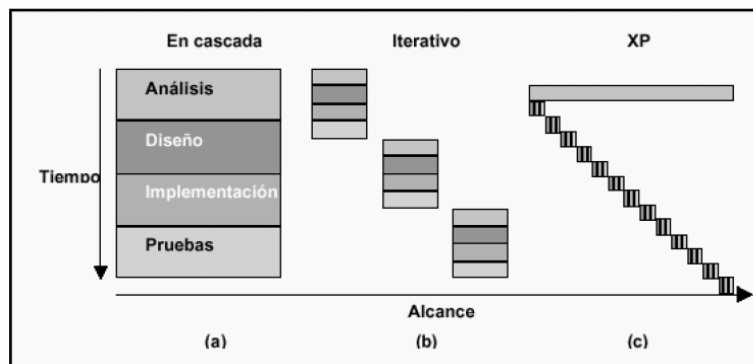 En cascada Iterativo XP
Análisis
Diseño
Tiempo
Implementación
Pruebas
Alcance
(a) (b) (c)